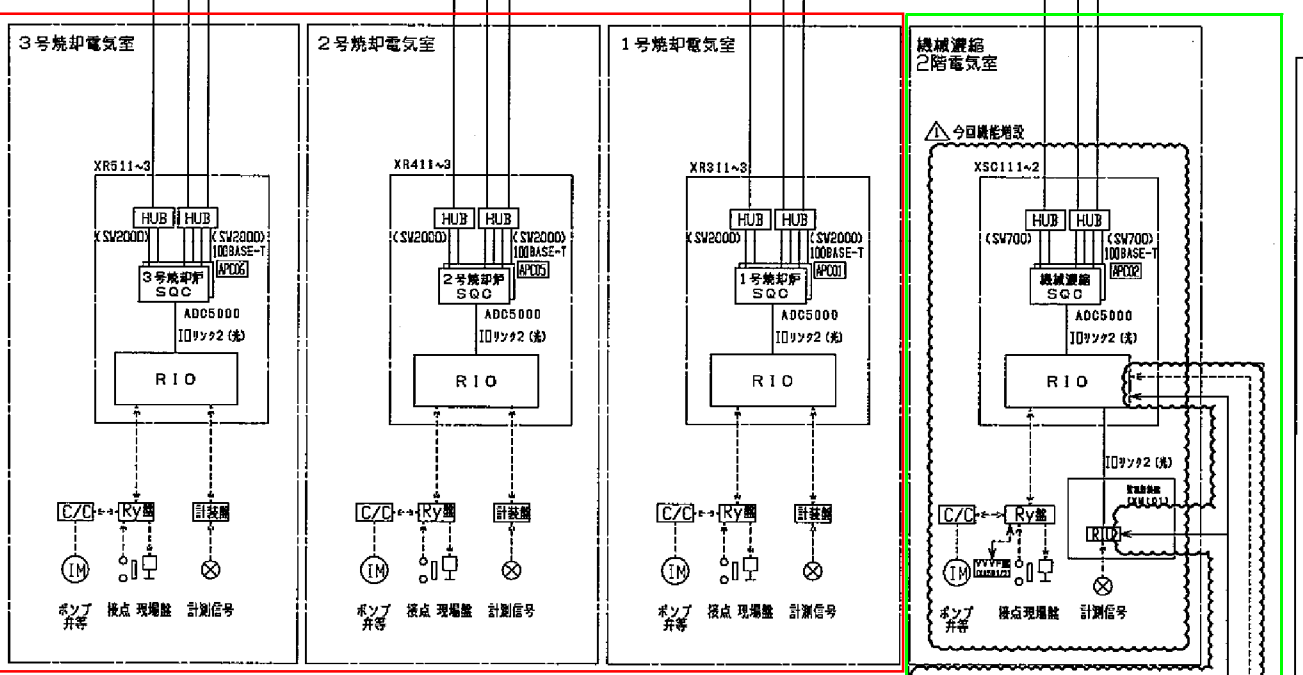 3号焼却電気室
XR511~3
HUB
HUB
(SW2000)
(SW2000)
100BASE-T
APC06
3号焼却炉
SQC
ADC5000
IOリンク2 (光)
RIO
C/C
Ry盤
計装盤
IM
ポンプ
弁等
接点
現場盤
計測信号
2号焼却電気室
XR411~3
HUB
HUB
(SW2000)
(SW2000)
100BASE-T
APC05
2号焼却炉
SQC
ADC5000
IOリンク2 (光)
RIO
C/C
Ry盤
計装盤
IM
ポンプ
弁等
接点
現場盤
計測信号
1号焼却電気室
XR311~3
HUB
HUB
(SW2000)
(SW2000)
100BASE-T
APC01
1号焼却炉
SQC
ADC5000
IOリンク2 (光)
RIO
C/C
Ry盤
計装盤
IM
ポンプ
弁等
接点
現場盤
計測信号
機械濃縮
2階電気室
1 今回機能増設
XSC111~2
HUB
HUB
(SW700)
(SW700)
100BASE-T
APC02
機械濃縮
SQC
ADC5000
IOリンク2 (光)
RIO
IOリンク2 (光)
C/C
Ry盤
RIO
IM
ポンプ
弁等
接点
現場盤
計測信号